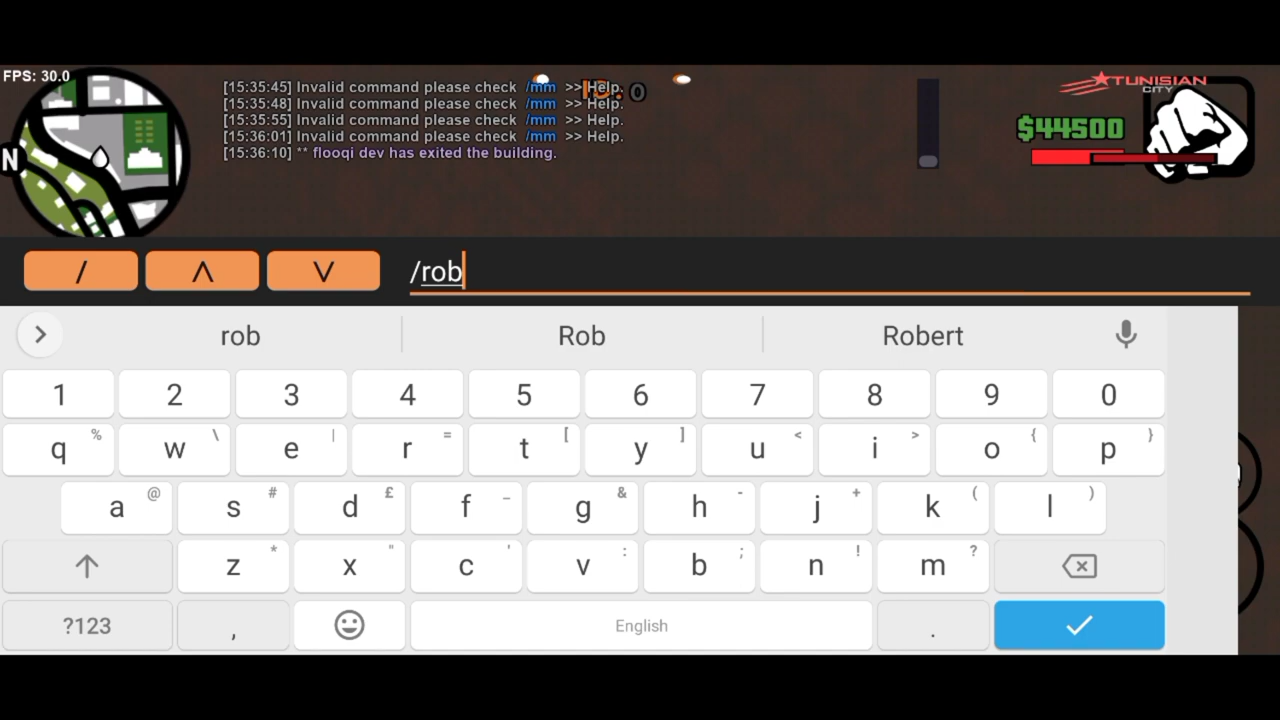 FPS: 30.0
[15:35:45] Invalid command please check /mm >> Help.
[15:35:48] Invalid command please check /mm >> Help.
[15:35:55] Invalid command please check /mm >> Help.
[15:36:01] Invalid command please check /mm >> Help.
[15:36:10] ** flooqi dev has exited the building.
ID: 0
TUNISIAN
CITY
$44500
N
/ ᐱ ᐯ /rob
rob Rob Robert
1 2 3 4 5 6 7 8 9 0
q % w \ e | r = t [ y ] u < i > o { p }
a @ s # d £ f _ g & h - j + k ( l )
z * x " c ' v : b ; n ! m ?
?123 , English .